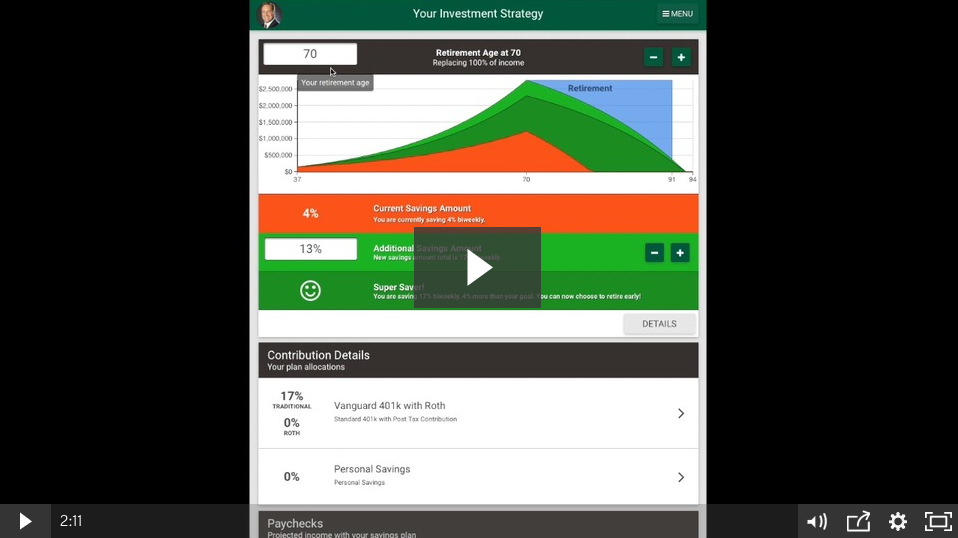 Your Investment Strategy
MENU
70
Retirement Age at 70
Replacing 100% of income
Your retirement age
Retirement
$2,500,000
$2,000,000
$1,500,000
$1,000,000
$500,000
$0
37
70
91
94
4%
Current Savings Amount
You are currently saving 4% biweekly.
13%
Additional Savings Amount
New savings amount total is
Super Saver!
You are saving 17% biweekly, 4% more than your goal. You can now choose to retire early!
DETAILS
Contribution Details
Your plan allocations
17%
TRADITIONAL
0%
ROTH
Vanguard 401k with Roth
Standard 401k with Post Tax Contribution
0%
Personal Savings
Personal Savings
Paychecks
Projected income with your savings plan
2:11